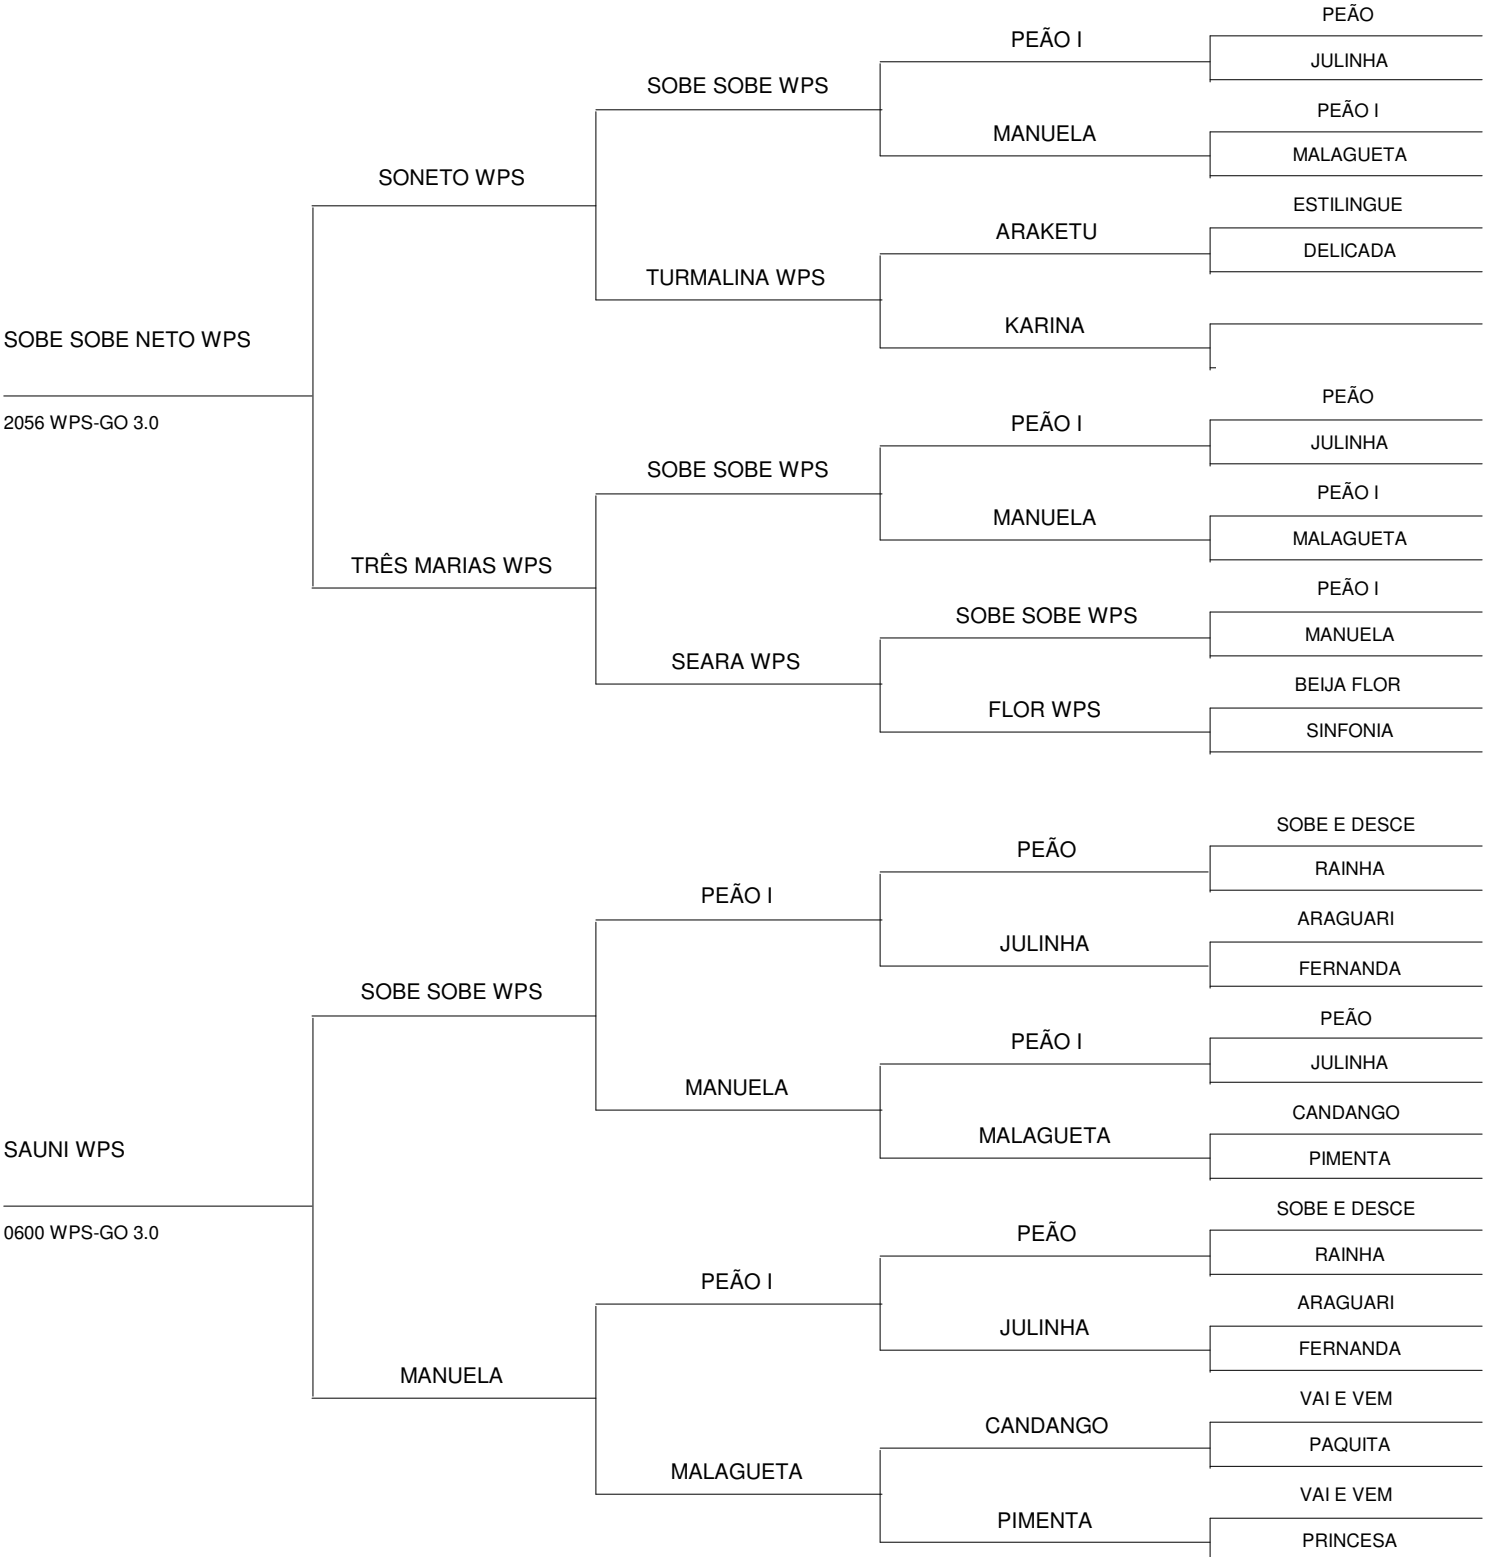 PEÃO
PEÃO I
JULINHA
SOBE SOBE WPS
PEÃO I
MANUELA
MALAGUETA
SONETO WPS
ESTILINGUE
ARAKETU
DELICADA
TURMALINA WPS
KARINA
SOBE SOBE NETO WPS
PEÃO
2056 WPS-GO 3.0
PEÃO I
JULINHA
SOBE SOBE WPS
PEÃO I
MANUELA
MALAGUETA
TRÊS MARIAS WPS
PEÃO I
SOBE SOBE WPS
MANUELA
SEARA WPS
BEIJA FLOR
FLOR WPS
SINFONIA
SOBE E DESCE
PEÃO
RAINHA
PEÃO I
ARAGUARI
JULINHA
FERNANDA
SOBE SOBE WPS
PEÃO
PEÃO I
JULINHA
MANUELA
CANDANGO
MALAGUETA
SAUNI WPS
PIMENTA
SOBE E DESCE
0600 WPS-GO 3.0
PEÃO
RAINHA
PEÃO I
ARAGUARI
JULINHA
FERNANDA
MANUELA
VAI E VEM
CANDANGO
PAQUITA
MALAGUETA
VAI E VEM
PIMENTA
PRINCESA